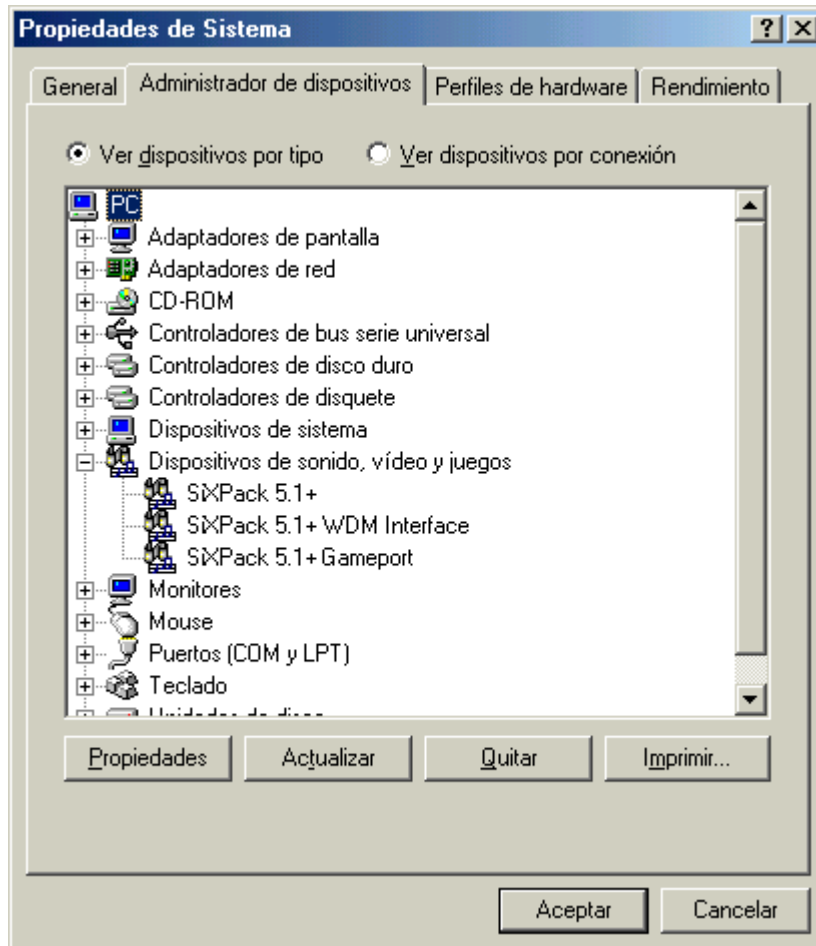 Propiedades de Sistema
General Administrador de dispositivos Perfiles de hardware Rendimiento
Ver dispositivos por tipo Ver dispositivos por conexión
PC
Adaptadores de pantalla
Adaptadores de red
CD-ROM
Controladores de bus serie universal
Controladores de disco duro
Controladores de disquete
Dispositivos de sistema
Dispositivos de sonido, vídeo y juegos
SiXPack 5.1+
SiXPack 5.1+ WDM Interface
SiXPack 5.1+ Gameport
Monitores
Mouse
Puertos (COM y LPT)
Teclado
Unidades de disco
Propiedades Actualizar Quitar Imprimir...
Aceptar Cancelar